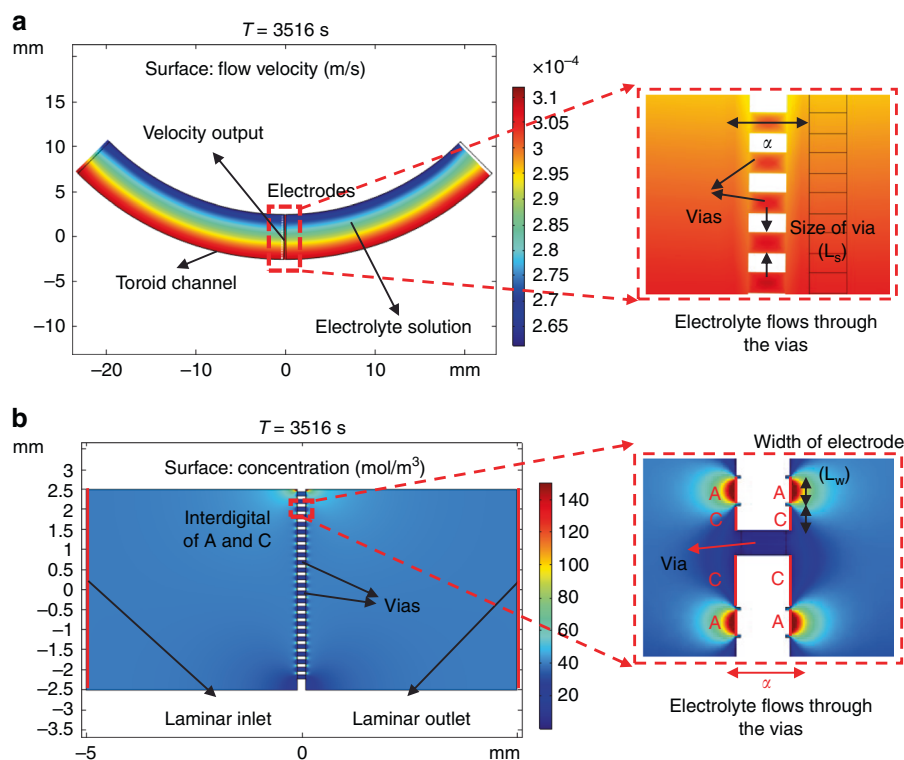 a
T = 3516 s
mm
Surface: flow velocity (m/s)
×10⁻⁴
15
10
5
0
−5
−10
−20
−10
0
10
mm
Velocity output
Electrodes
Toroid channel
Electrolyte solution
3.1
3.05
3
2.95
2.9
2.85
2.8
2.75
2.7
2.65
α
Vias
Size of via
(Lₛ)
Electrolyte flows through
the vias
b
T = 3516 s
mm
Surface: concentration (mol/m³)
3
2.5
2
1.5
1
0.5
0
−0.5
−1
−1.5
−2
−2.5
−3
−3.5
−5
0
mm
Interdigital
of A and C
Vias
Laminar inlet
Laminar outlet
140
120
100
80
60
40
20
Width of electrode
(L_w)
A
A
C
C
Via
C
C
A
A
α
Electrolyte flows through
the vias